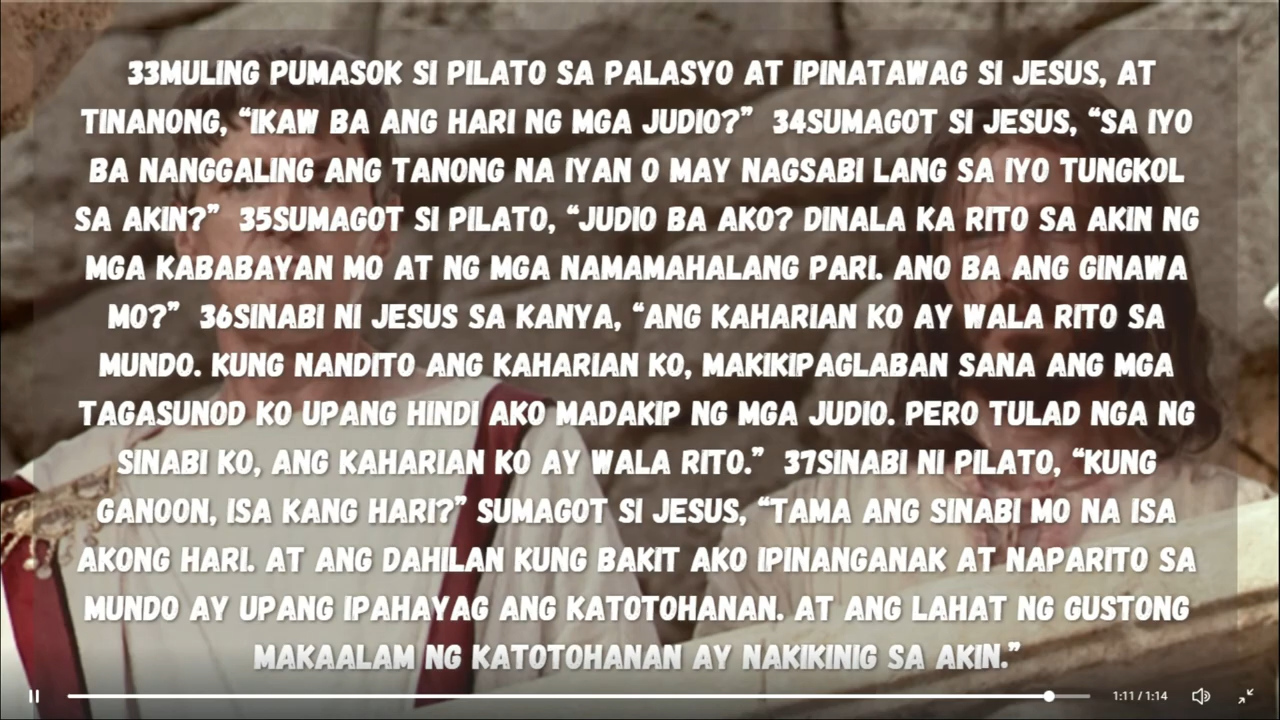 33MULING PUMASOK SI PILATO SA PALASYO AT IPINATAWAG SI JESUS, AT
TINANONG, “IKAW BA ANG HARI NG MGA JUDIO?” 34SUMAGOT SI JESUS, “SA IYO
BA NANGGALING ANG TANONG NA IYAN O MAY NAGSABI LANG SA IYO TUNGKOL
SA AKIN?” 35SUMAGOT SI PILATO, “JUDIO BA AKO? DINALA KA RITO SA AKIN NG
MGA KABABAYAN MO AT NG MGA NAMAMAHALANG PARI. ANO BA ANG GINAWA
MO?” 36SINABI NI JESUS SA KANYA, “ANG KAHARIAN KO AY WALA RITO SA
MUNDO. KUNG NANDITO ANG KAHARIAN KO, MAKIKIPAGLABAN SANA ANG MGA
TAGASUNOD KO UPANG HINDI AKO MADAKIP NG MGA JUDIO. PERO TULAD NGA NG
SINABI KO, ANG KAHARIAN KO AY WALA RITO.” 37SINABI NI PILATO, “KUNG
GANOON, ISA KANG HARI?” SUMAGOT SI JESUS, “TAMA ANG SINABI MO NA ISA
AKONG HARI. AT ANG DAHILAN KUNG BAKIT AKO IPINANGANAK AT NAPARITO SA
MUNDO AY UPANG IPAHAYAG ANG KATOTOHANAN. AT ANG LAHAT NG GUSTONG
MAKAALAM NG KATOTOHANAN AY NAKIKINIG SA AKIN.”
1:11 / 1:14